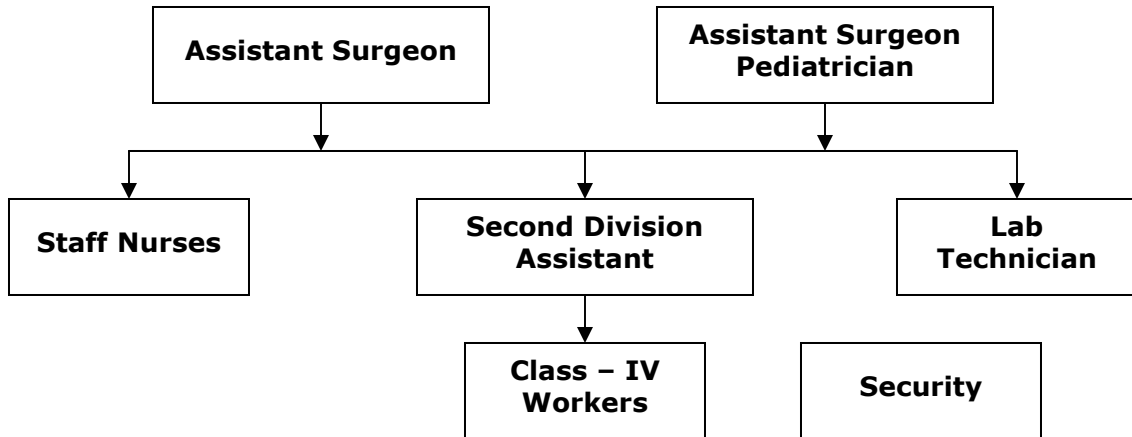 Assistant Surgeon
Assistant Surgeon
Pediatrician
Staff Nurses
Second Division
Assistant
Lab
Technician
Class – IV
Workers
Security